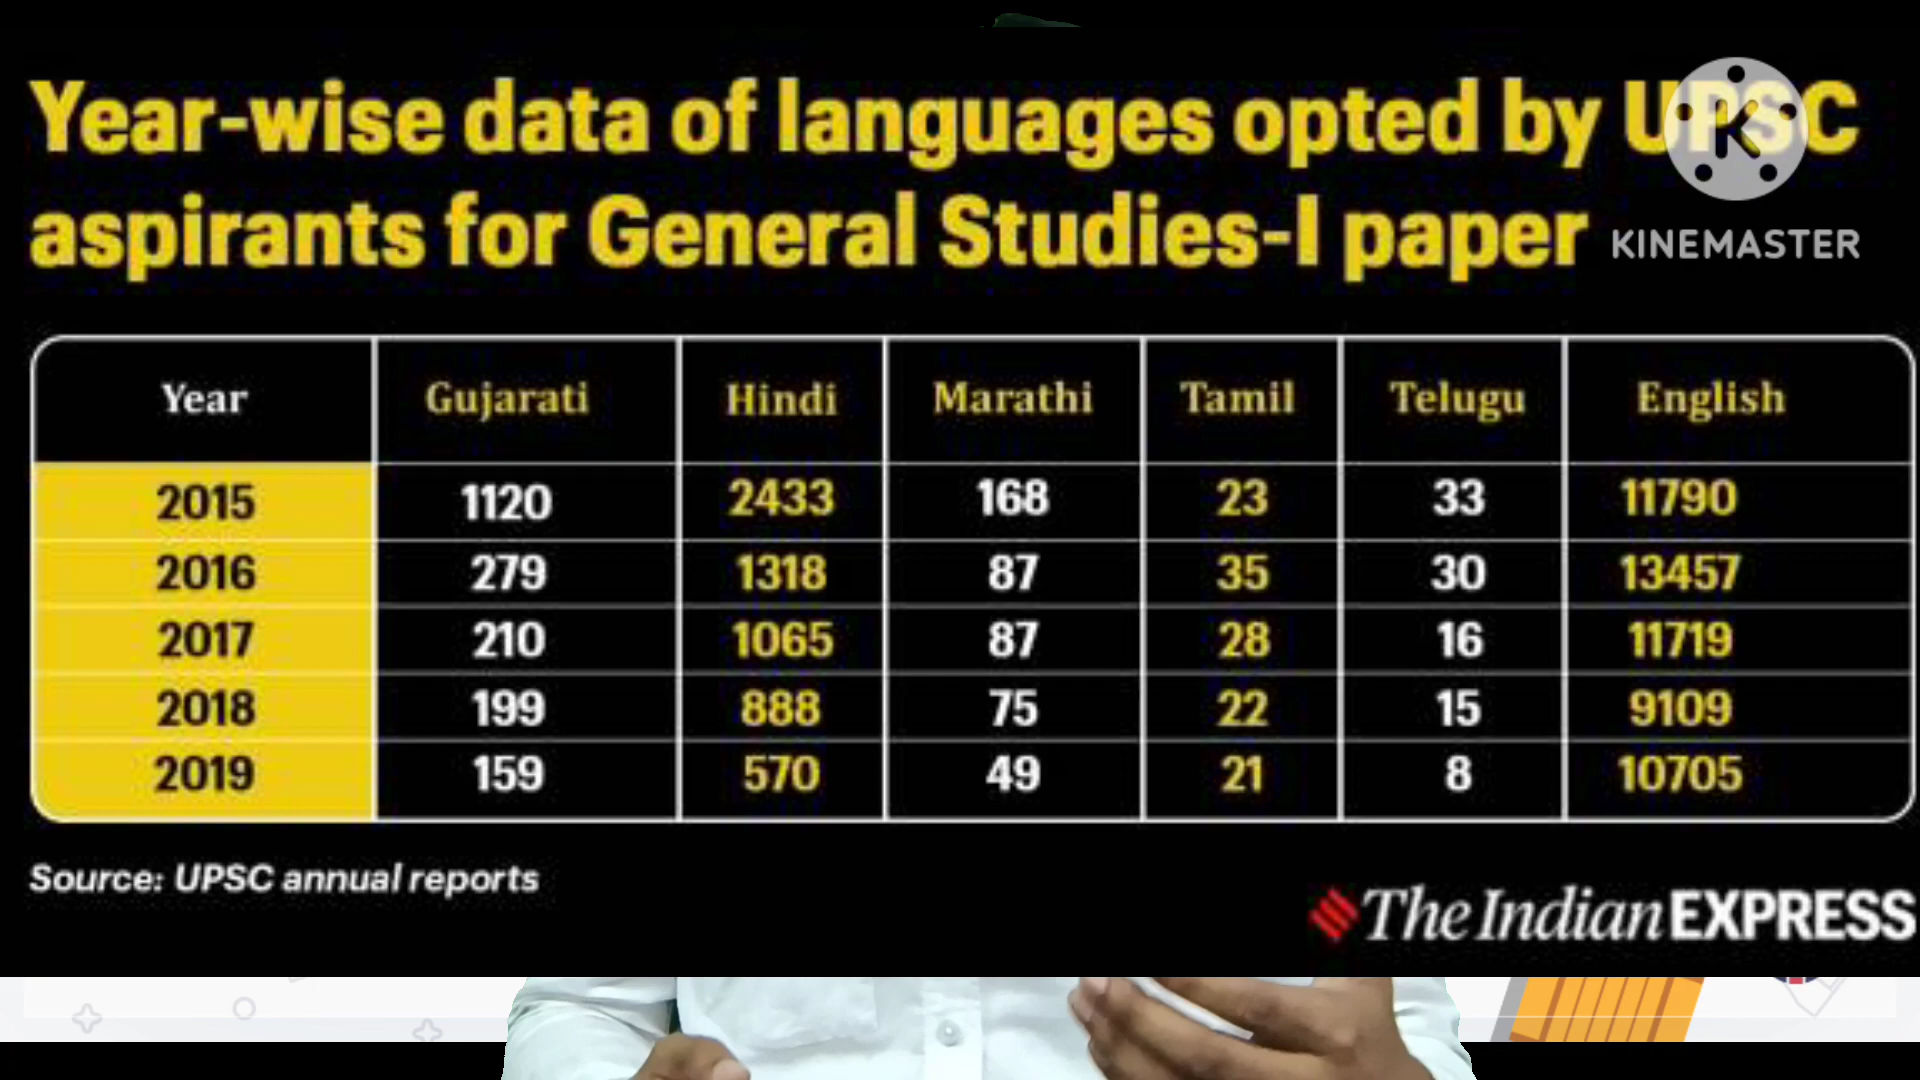 Year-wise data of languages opted by UPSC
aspirants for General Studies-I paper
KINEMASTER
Year Gujarati Hindi Marathi Tamil Telugu English
2015 1120 2433 168 23 33 11790
2016 279 1318 87 35 30 13457
2017 210 1065 87 28 16 11719
2018 199 888 75 22 15 9109
2019 159 570 49 21 8 10705
Source: UPSC annual reports
The Indian EXPRESS